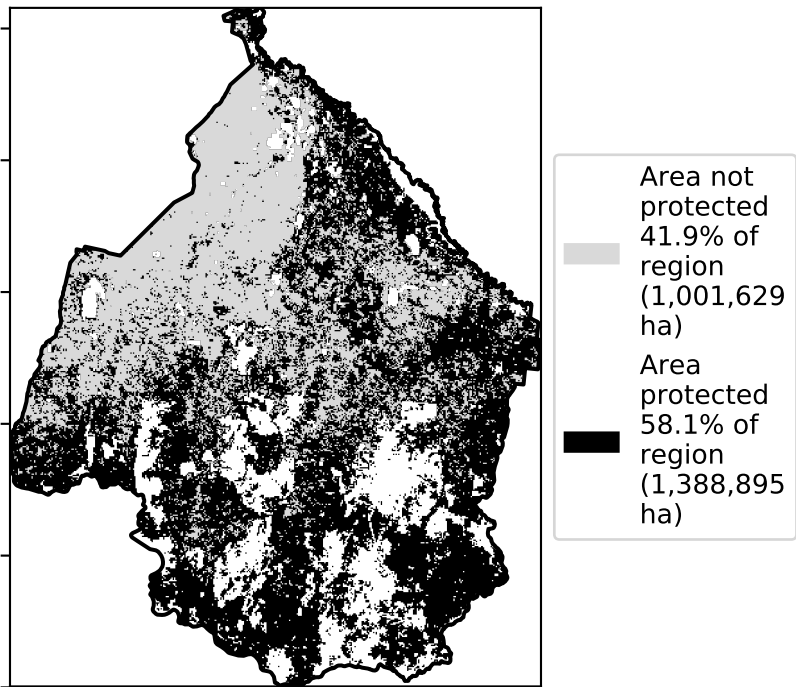 Area not
protected
41.9% of
region
(1,001,629
ha)
Area
protected
58.1% of
region
(1,388,895
ha)